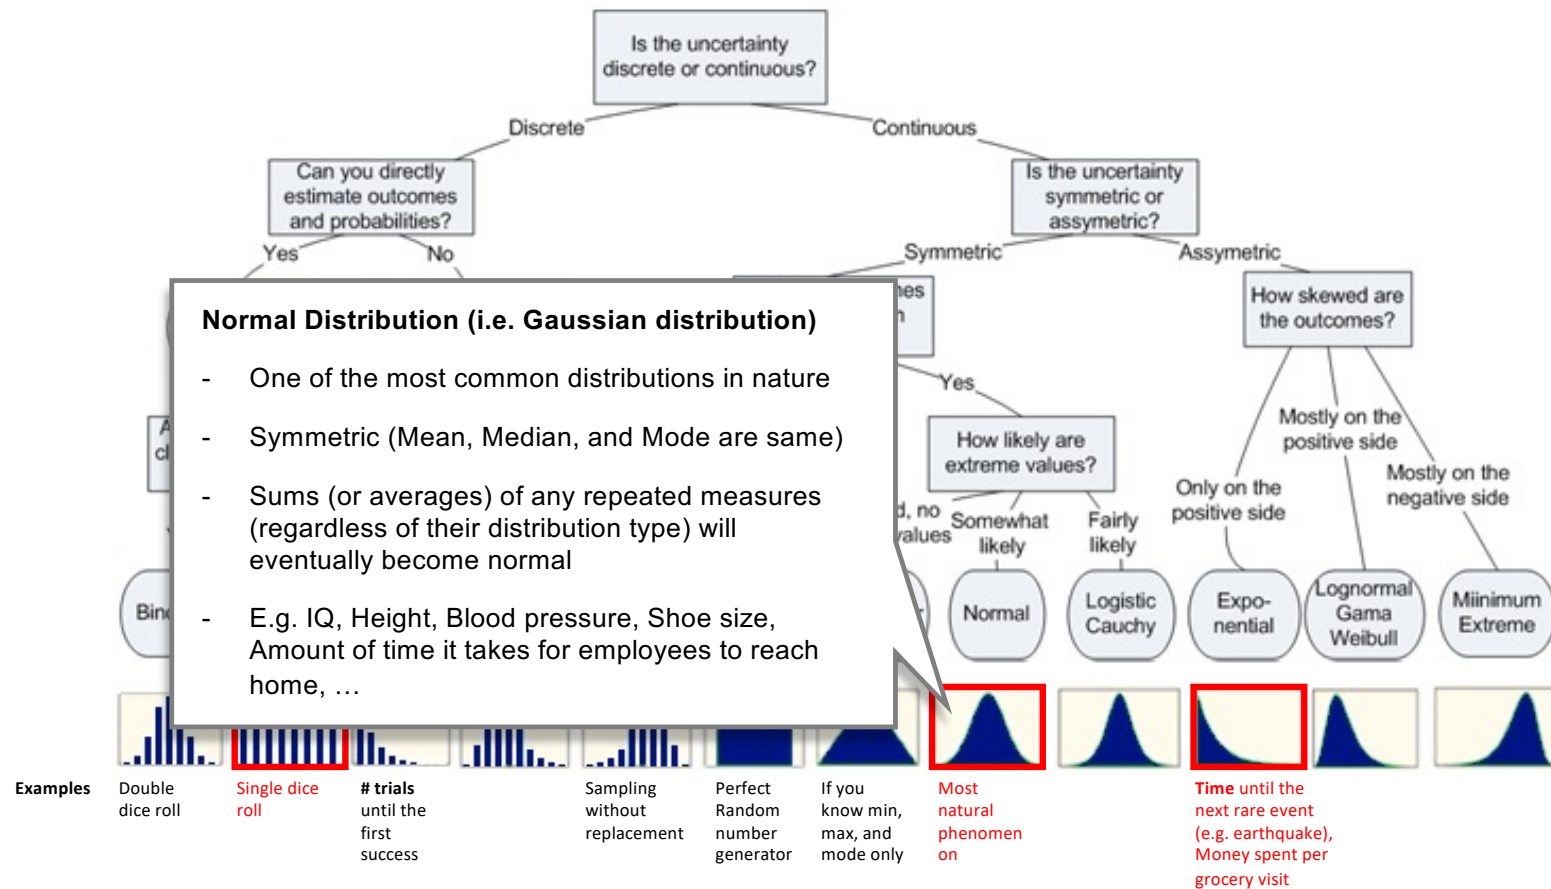 Is the uncertainty
discrete or continuous?
Discrete
Continuous
Can you directly
estimate outcomes
and probabilities?
Is the uncertainty
symmetric or
assymetric?
Yes
No
Symmetric
Assymetric
How skewed are
the outcomes?
Normal Distribution (i.e. Gaussian distribution)
- One of the most common distributions in nature
- Symmetric (Mean, Median, and Mode are same)
- Sums (or averages) of any repeated measures
(regardless of their distribution type) will
eventually become normal
- E.g. IQ, Height, Blood pressure, Shoe size,
Amount of time it takes for employees to reach
home, …
Yes
How likely are
extreme values?
Mostly on the
positive side
Only on the
positive side
Mostly on the
negative side
no
Somewhat
likely
Fairly
likely
Normal
Logistic
Cauchy
Expo-
nential
Lognormal
Gama
Weibull
Miinimum
Extreme
Examples
Double
dice roll
Single dice
roll
# trials
until the
first
success
Sampling
without
replacement
Perfect
Random
number
generator
If you
know min,
max, and
mode only
Most
natural
phenomen
on
Time until the
next rare event
(e.g. earthquake),
Money spent per
grocery visit